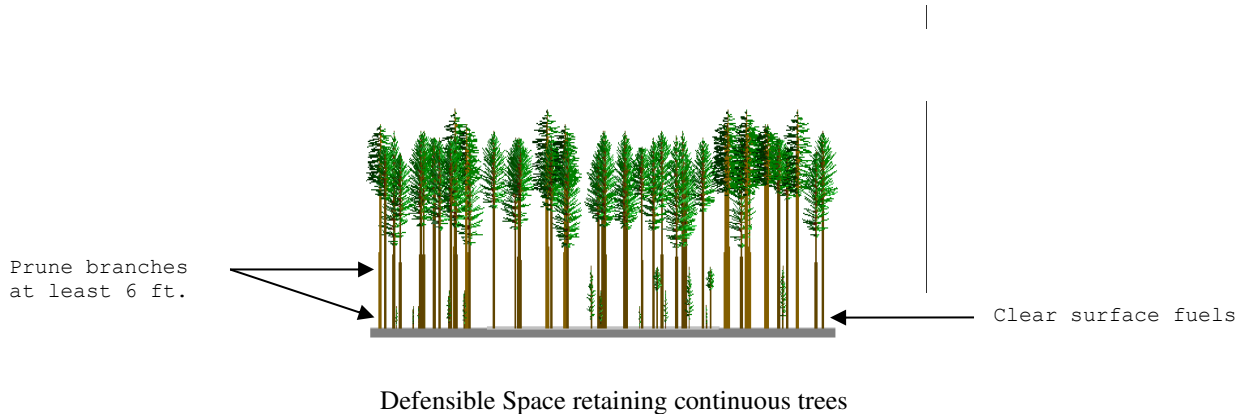 Prune branches
at least 6 ft.
Clear surface fuels
Defensible Space retaining continuous trees